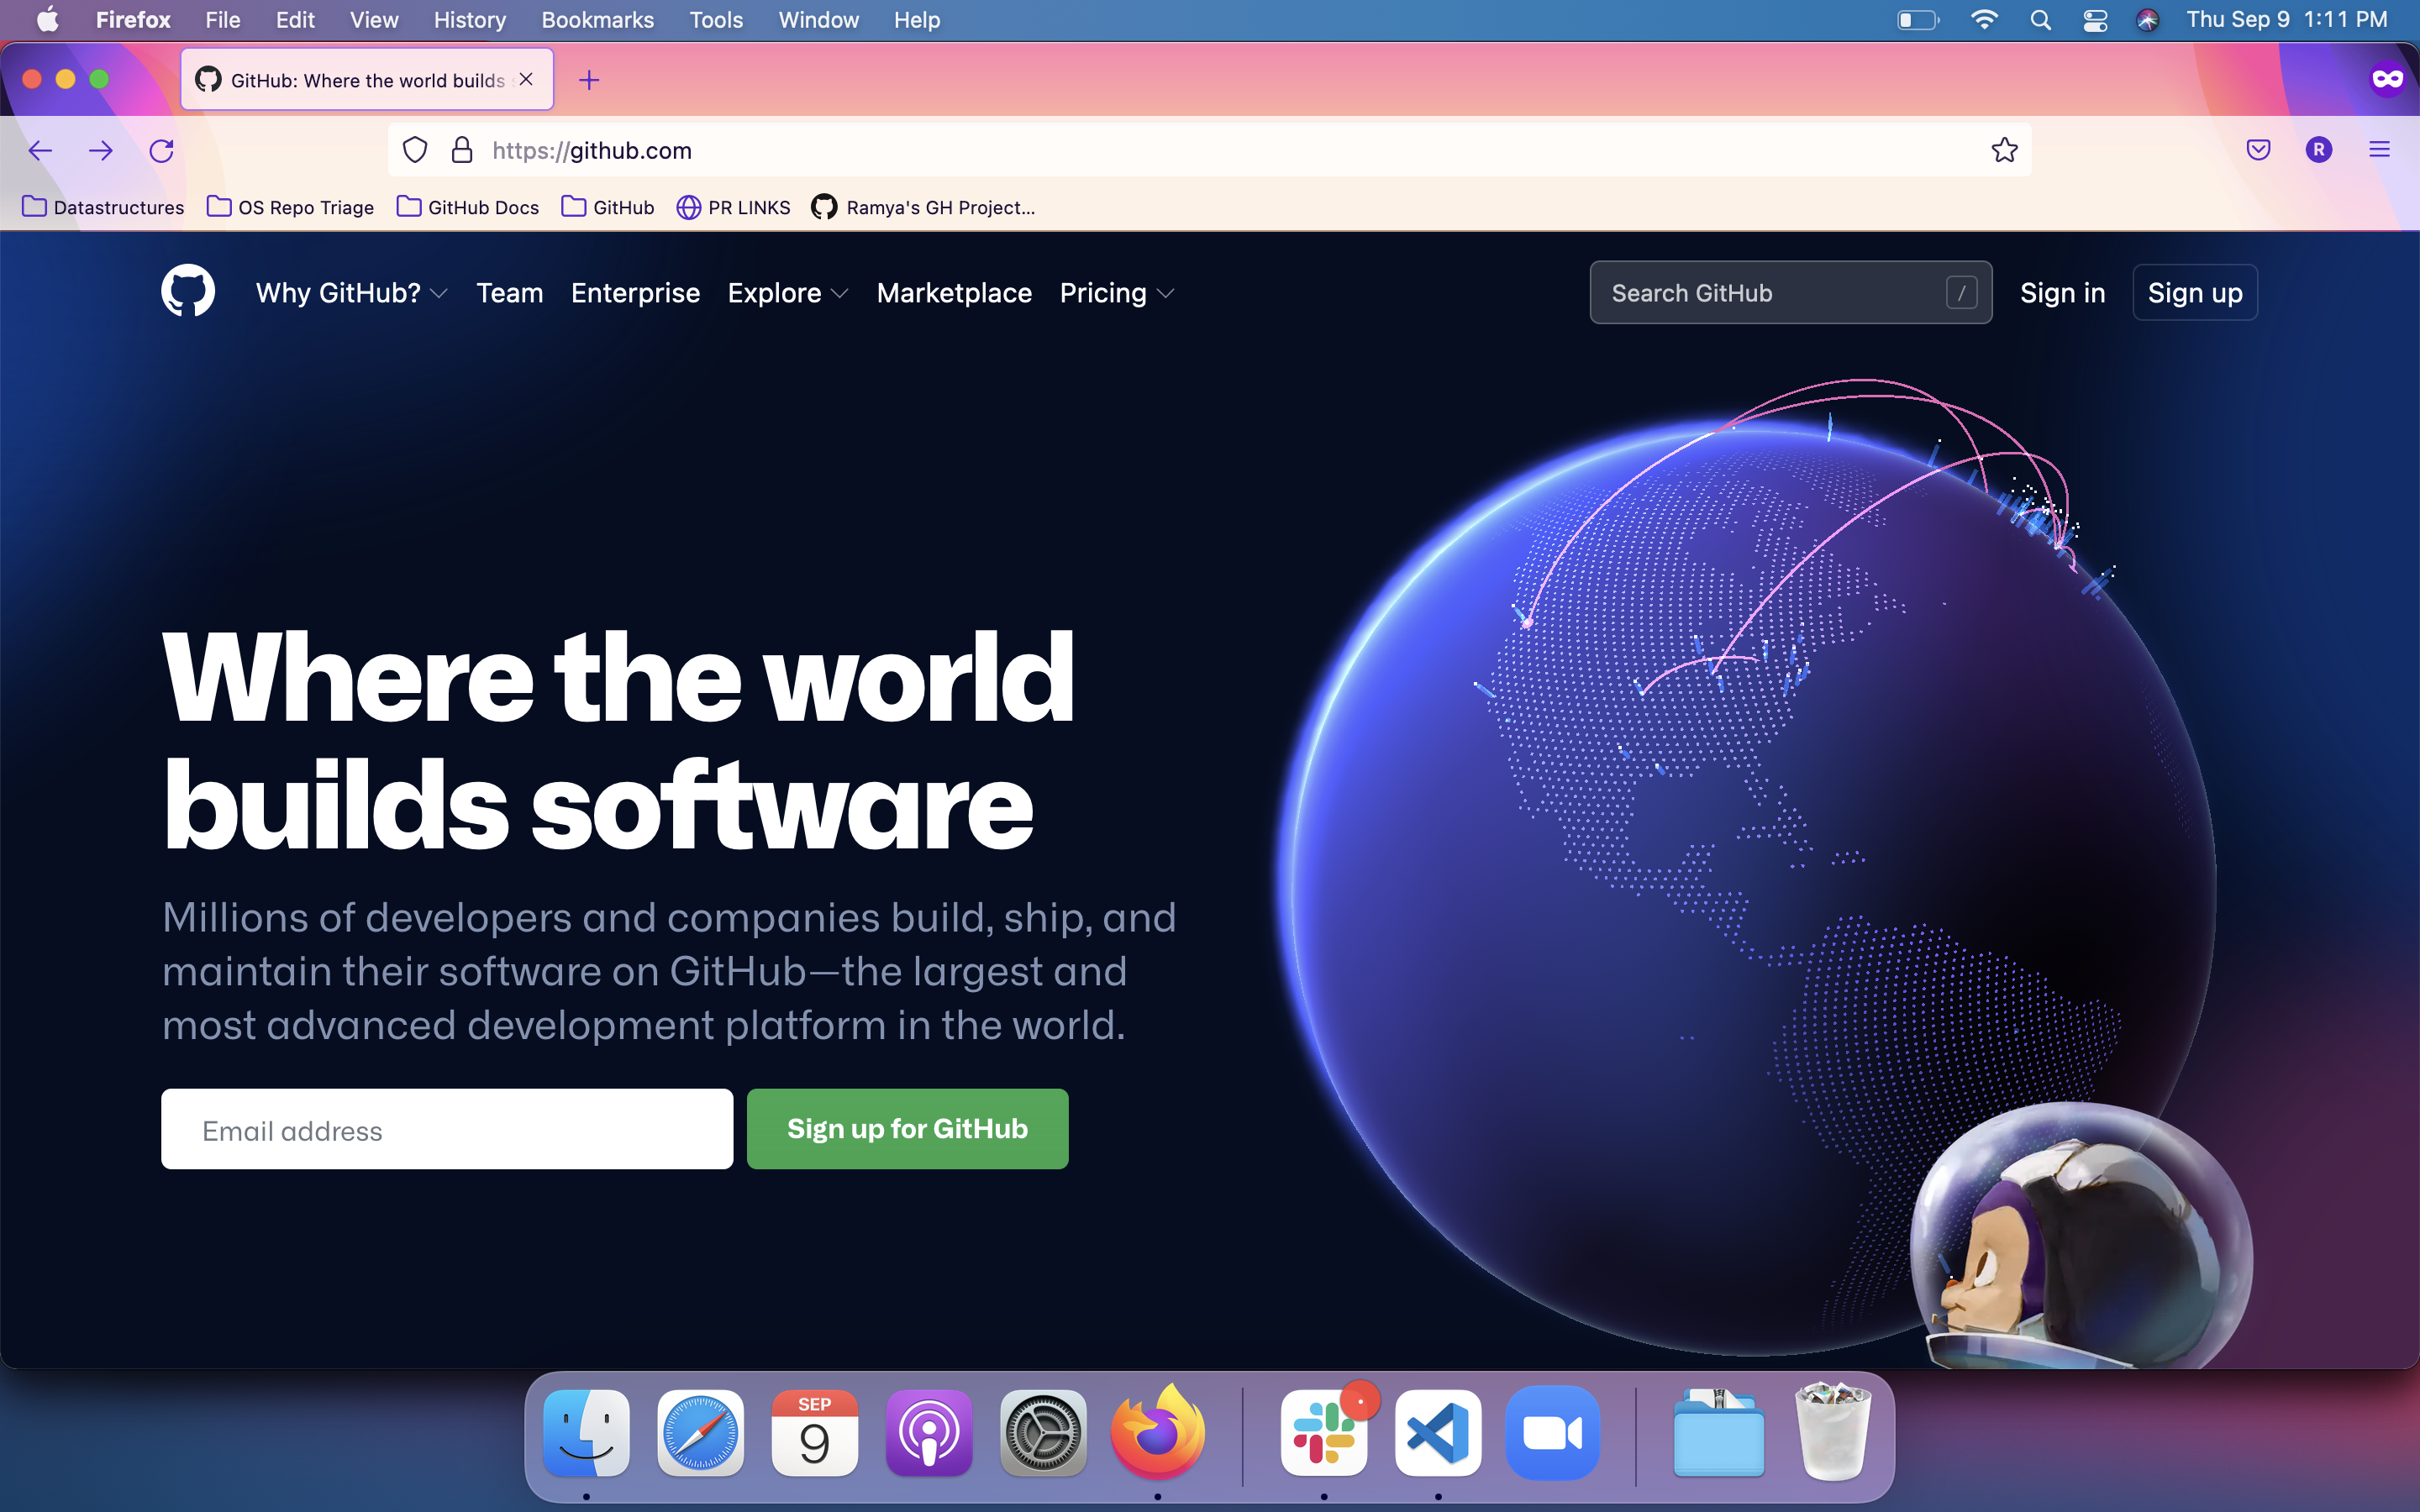 Firefox File Edit View History Bookmarks Tools Window Help Thu Sep 9 1:11 PM
GitHub: Where the world builds
https://github.com
R
Datastructures OS Repo Triage GitHub Docs GitHub PR LINKS Ramya's GH Project...
Why GitHub? Team Enterprise Explore Marketplace Pricing Search GitHub / Sign in Sign up
Where the world
builds software
Millions of developers and companies build, ship, and
maintain their software on GitHub—the largest and
most advanced development platform in the world.
Email address Sign up for GitHub
SEP
9